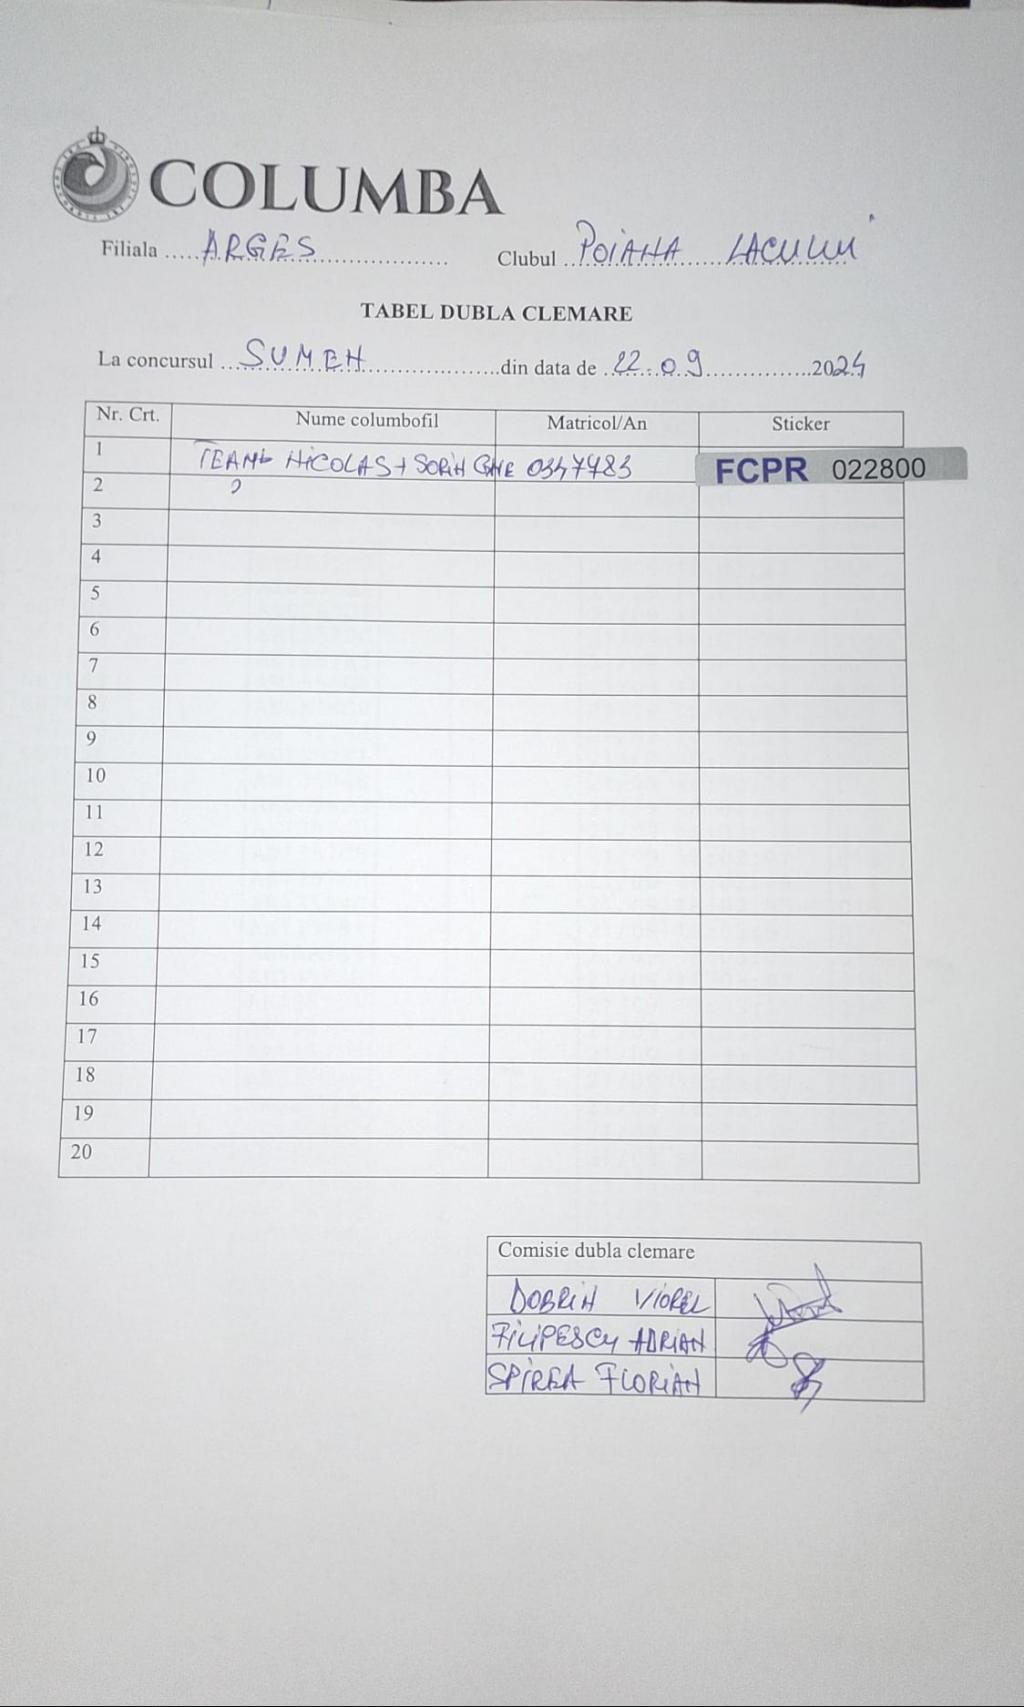 COLUMBA
Filiala ..... ARGES ........................ Clubul .. POIANA LACULUI
TABEL DUBLA CLEMARE
La concursul ... SUMEN ........................ din data de .. 22.09 ................ 2024
Nr. Crt. Nume columbofil Matricol/An Sticker
1 TEAM NICOLAS + SORIN 0347483 FCPR 022800
2
3
4
5
6
7
8
9
10
11
12
13
14
15
16
17
18
19
20
Comisie dubla clemare
DOBRIN VIOREL
FILIPESCU ADRIAN
SPIREA FLORIAN